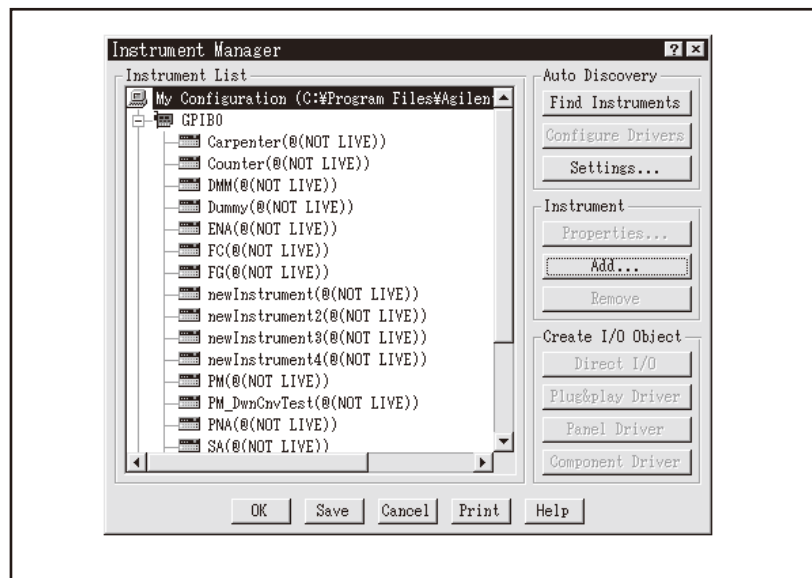 Instrument Manager
Instrument List
My Configuration (C:¥Program Files¥Agilen
GPIB0
Carpenter(@(NOT LIVE))
Counter(@(NOT LIVE))
DMM(@(NOT LIVE))
Dummy(@(NOT LIVE))
ENA(@(NOT LIVE))
FC(@(NOT LIVE))
FG(@(NOT LIVE))
newInstrument(@(NOT LIVE))
newInstrument2(@(NOT LIVE))
newInstrument3(@(NOT LIVE))
newInstrument4(@(NOT LIVE))
PM(@(NOT LIVE))
PM_DwnCnvTest(@(NOT LIVE))
PNA(@(NOT LIVE))
SA(@(NOT LIVE))
Auto Discovery
Find Instruments
Configure Drivers
Settings...
Instrument
Properties...
Add...
Remove
Create I/O Object
Direct I/O
Plug&play Driver
Panel Driver
Component Driver
OK Save Cancel Print Help